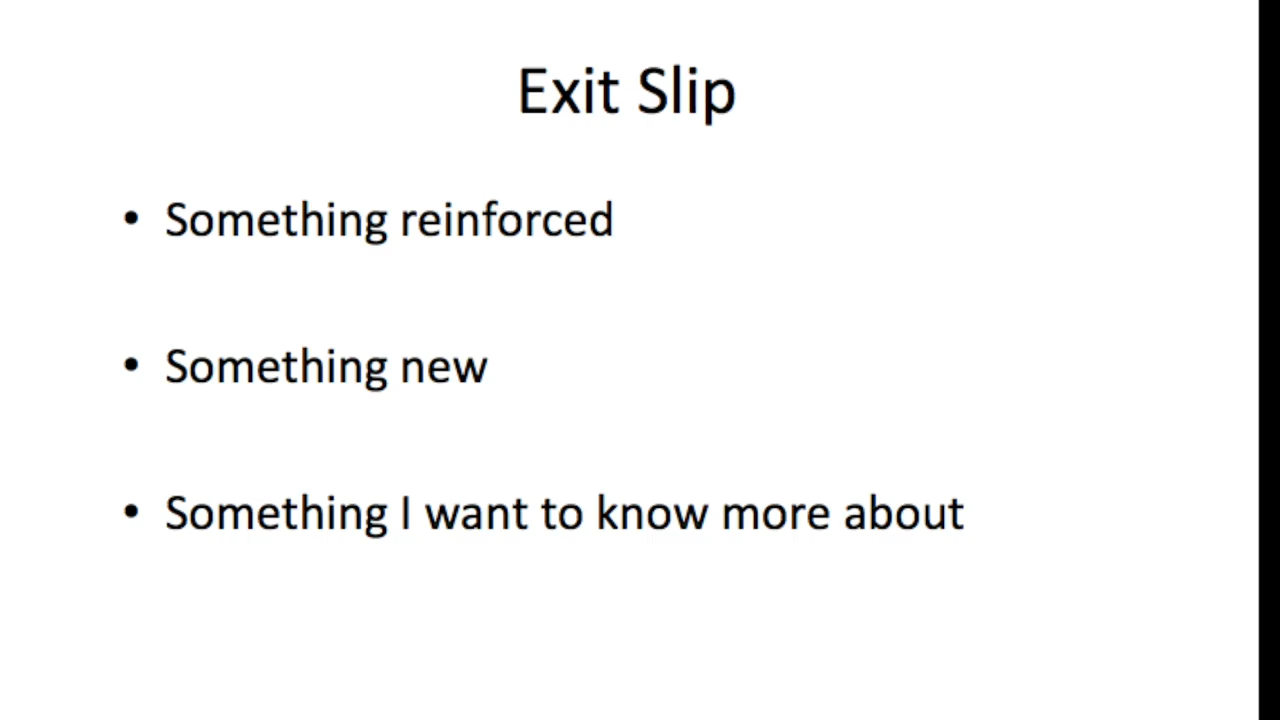 Exit Slip
• Something reinforced
• Something new
• Something I want to know more about